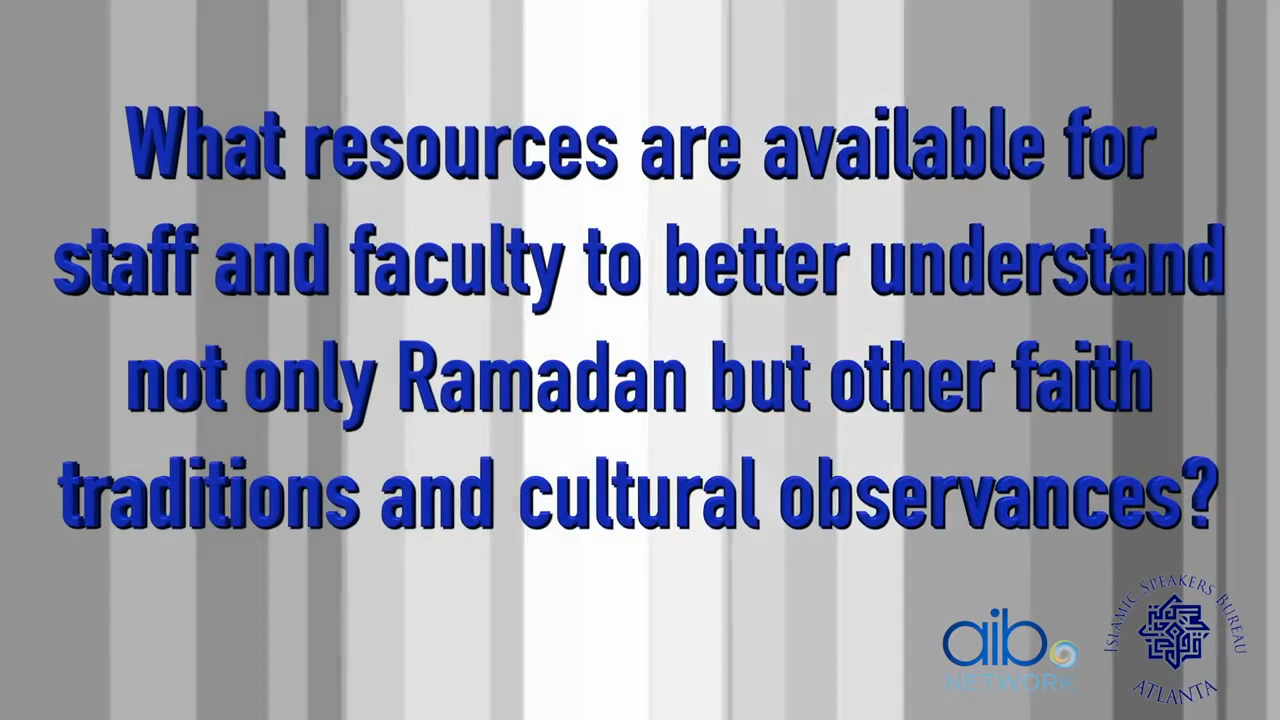 What resources are available for
staff and faculty to better understand
not only Ramadan but other faith
traditions and cultural observances?
aib
NETWORK
ISLAMIC SPEAKERS BUREAU
ATLANTA